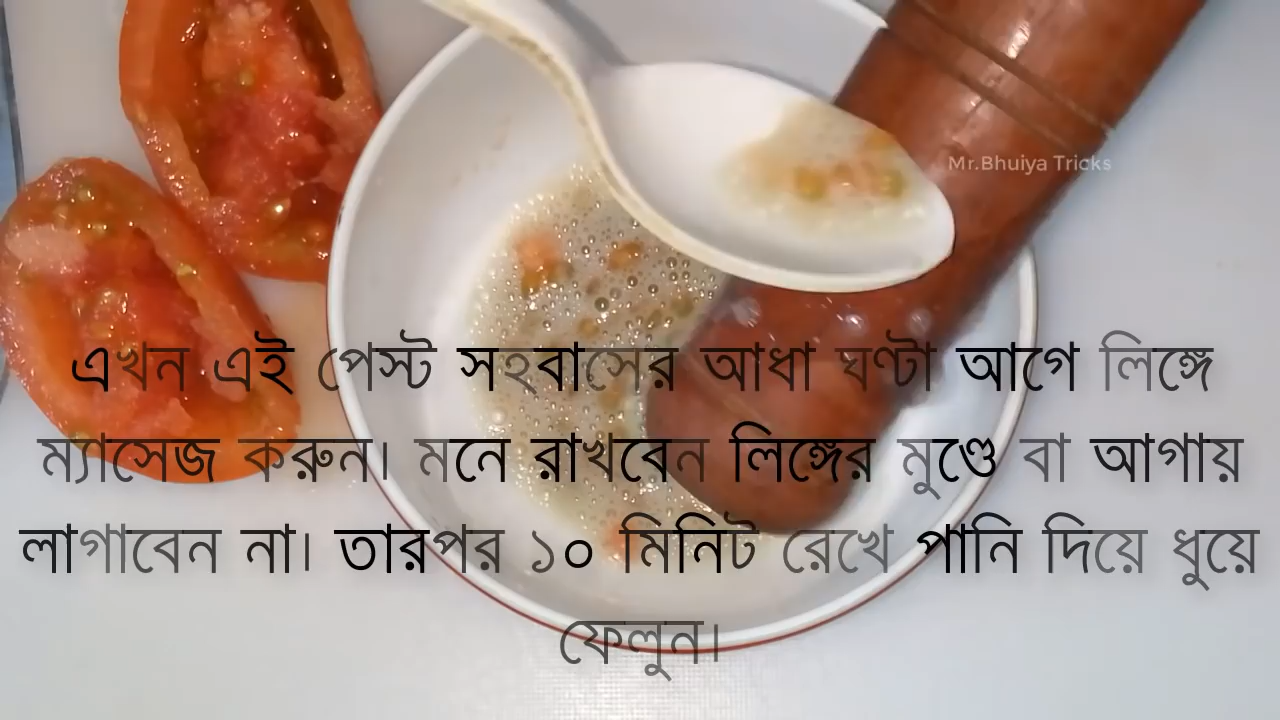 Mr.Bhuiya Tricks
এখন এই পেস্ট সহবাসের আধা ঘণ্টা আগে লিঙ্গে
ম্যাসেজ করুন। মনে রাখবেন লিঙ্গের মুণ্ডে বা আগায়
লাগাবেন না। তারপর ১০ মিনিট রেখে পানি দিয়ে ধুয়ে
ফেলুন।